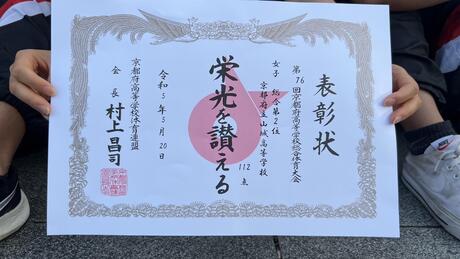 表彰状
第76回京都府高等学校総合体育大会
女子 総合第2位
京都府立山城高等学校
112点
栄光を讃える
令和5年5月20日
京都府高等学校体育連盟
会長 村上昌司